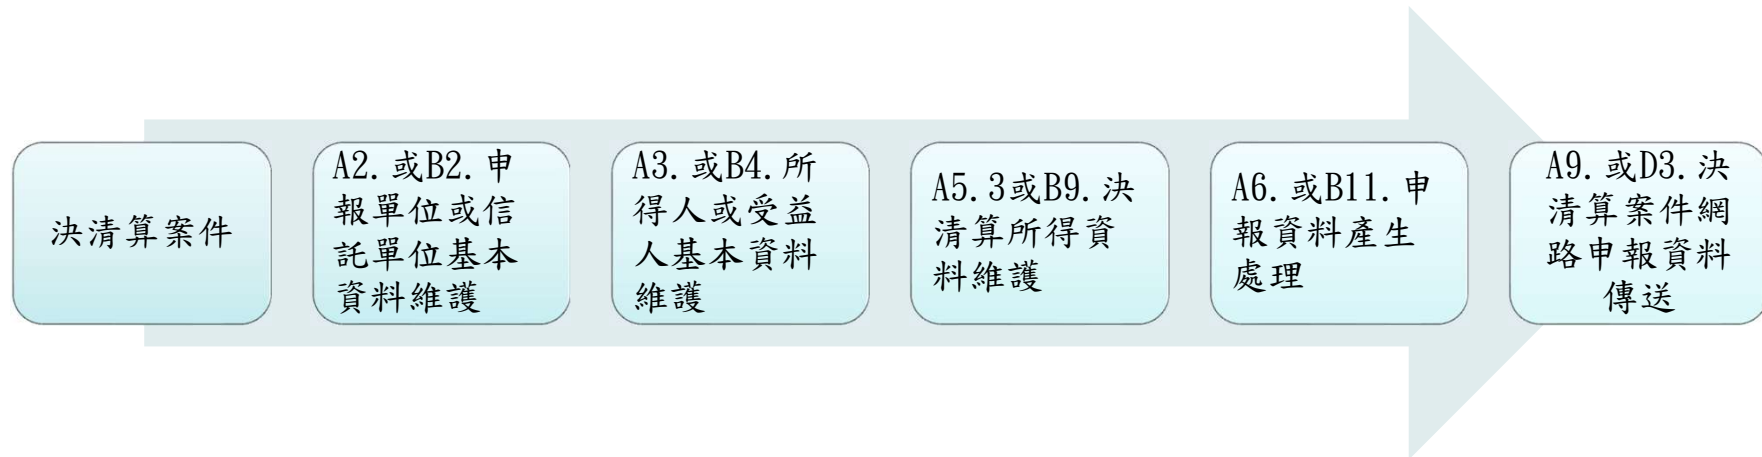 決清算案件
A2.或B2.申
報單位或信
託單位基本
資料維護
A3.或B4.所
得人或受益
人基本資料
維護
A5.3或B9.決
清算所得資
料維護
A6.或B11.申
報資料產生
處理
A9.或D3.決
清算案件網
路申報資料
傳送